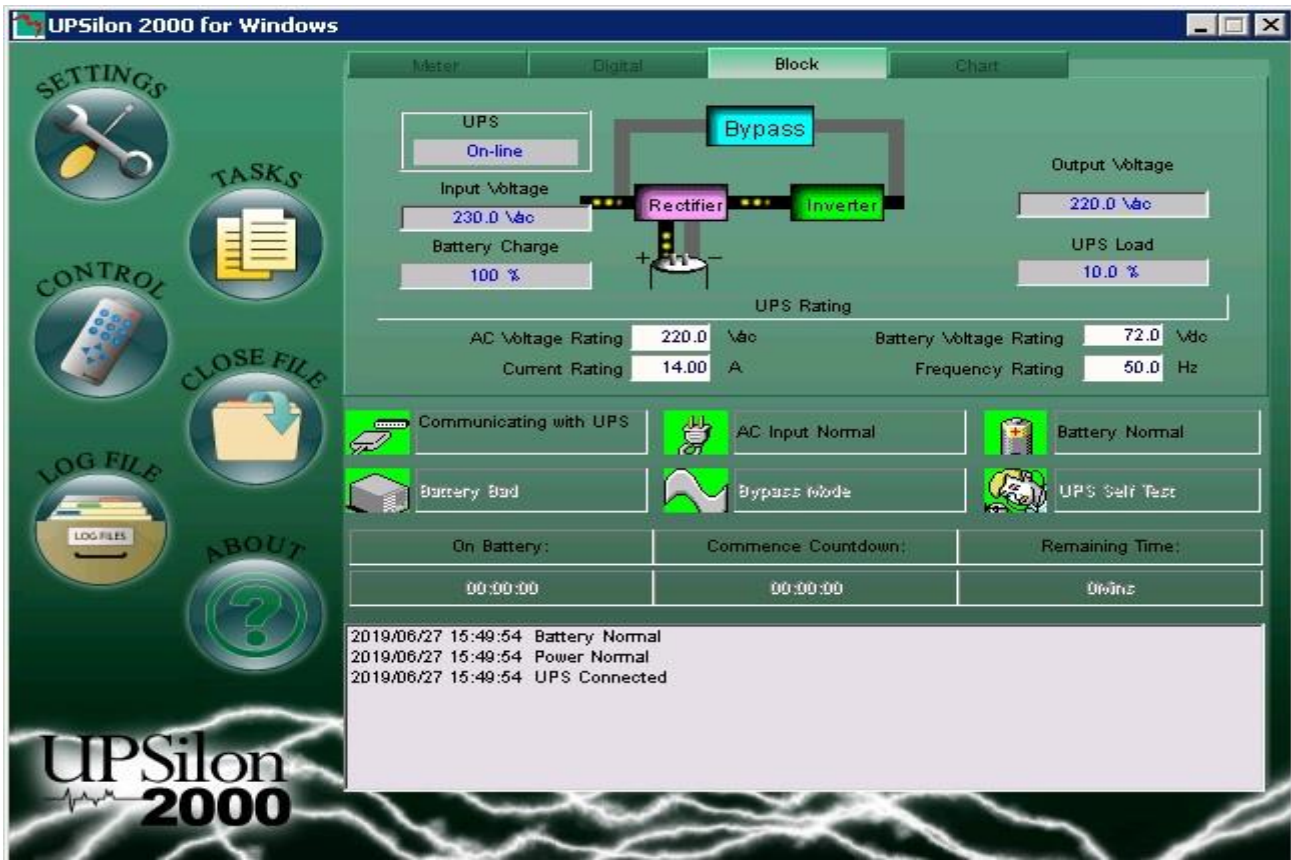 UPSilon 2000 for Windows
SETTINGS
TASKS
CONTROL
CLOSE FILE
LOG FILE
LOG FILES
ABOUT
UPSilon
2000
Meter Digital Block Chart
UPS
On-line
Input Voltage
230.0 Vac
Battery Charge
100 %
Bypass
Rectifier Inverter
+ −
Output Voltage
220.0 Vac
UPS Load
10.0 %
UPS Rating
AC Voltage Rating 220.0 Vac Battery Voltage Rating 72.0 Vdc
Current Rating 14.00 A Frequency Rating 50.0 Hz
Communicating with UPS AC Input Normal Battery Normal
Battery Bad Bypass Mode UPS Self Test
On Battery: Commence Countdown: Remaining Time:
00:00:00 00:00:00 0Mins
2019/06/27 15:49:54 Battery Normal
2019/06/27 15:49:54 Power Normal
2019/06/27 15:49:54 UPS Connected